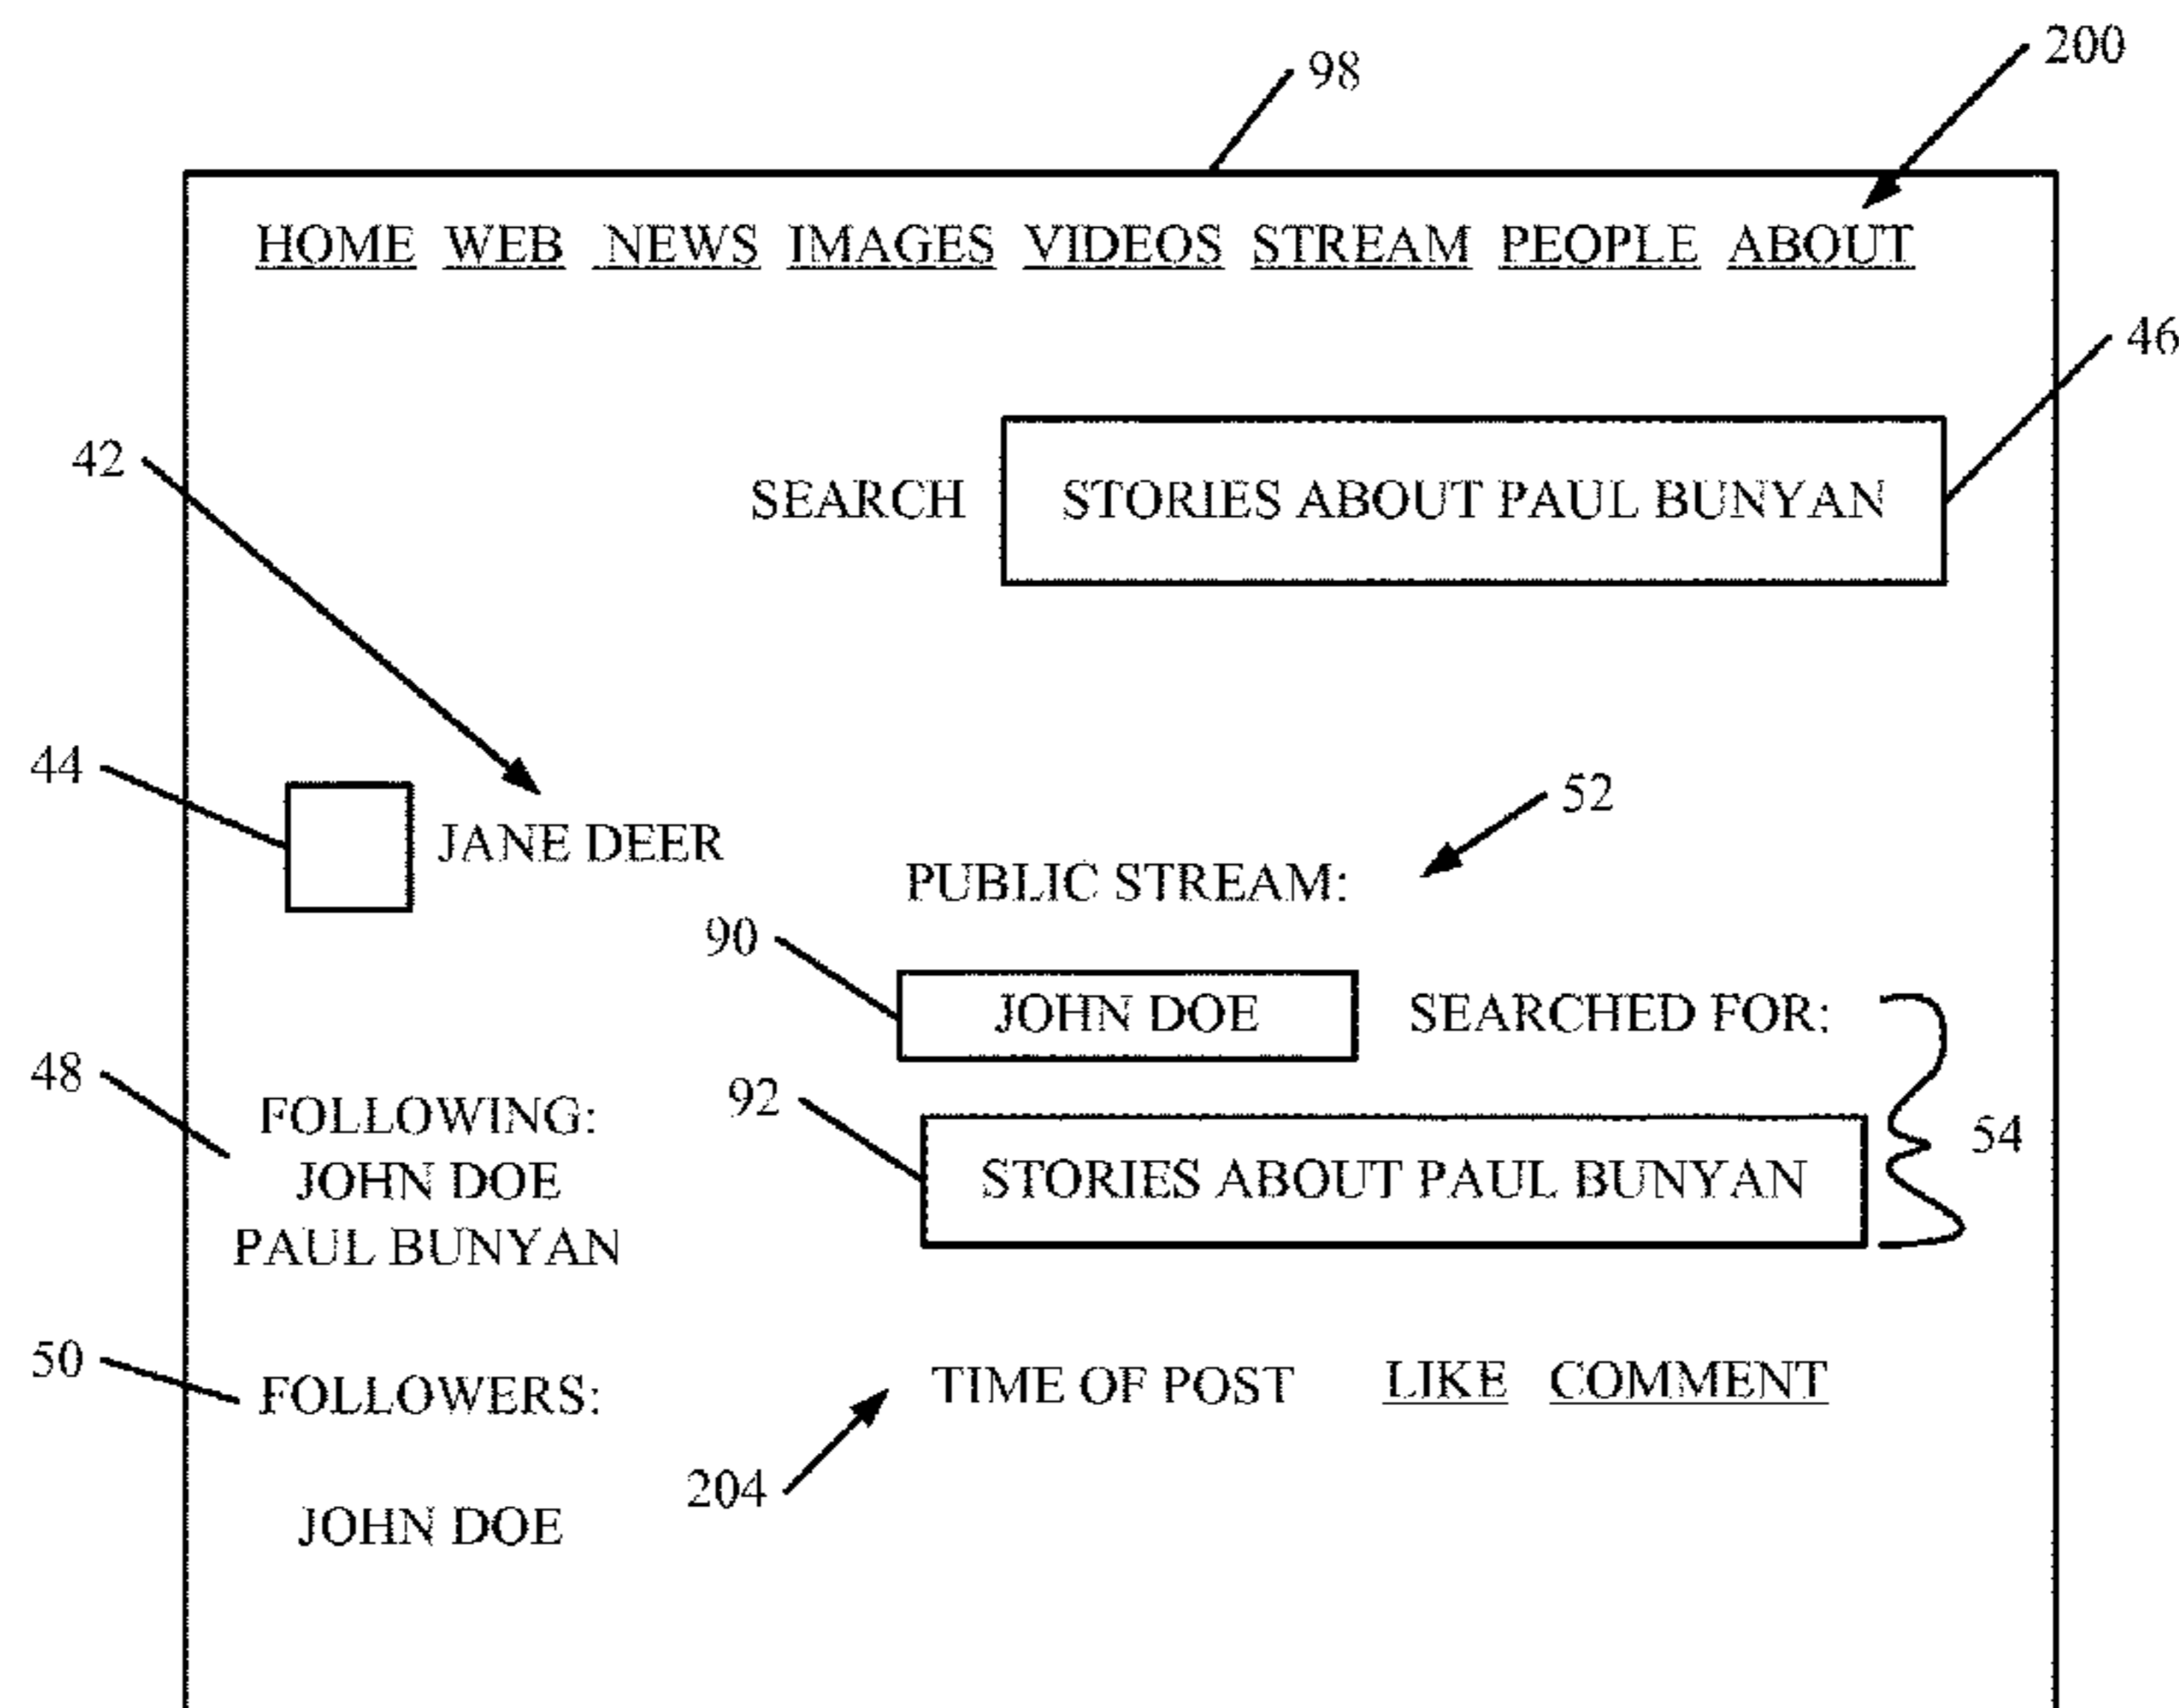 200
98
HOME WEB NEWS IMAGES VIDEOS STREAM PEOPLE ABOUT
46
42
SEARCH STORIES ABOUT PAUL BUNYAN
44
JANE DEER
52
PUBLIC STREAM:
90
JOHN DOE SEARCHED FOR:
48
92
FOLLOWING:
JOHN DOE
PAUL BUNYAN
STORIES ABOUT PAUL BUNYAN
54
50
FOLLOWERS:
TIME OF POST LIKE COMMENT
204
JOHN DOE